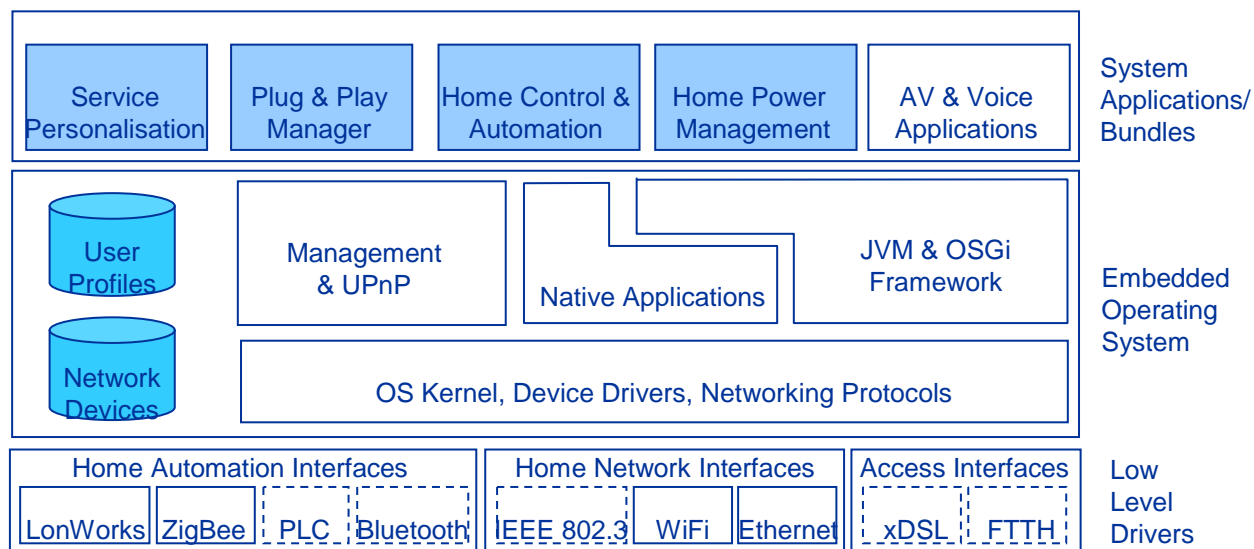 Service
Personalisation
Plug & Play
Manager
Home Control &
Automation
Home Power
Management
AV & Voice
Applications
System
Applications/
Bundles
User
Profiles
Management
& UPnP
Native Applications
JVM & OSGi
Framework
Embedded
Operating
System
Network
Devices
OS Kernel, Device Drivers, Networking Protocols
Home Automation Interfaces
LonWorks
ZigBee
PLC
Bluetooth
Home Network Interfaces
IEEE 802.3
WiFi
Ethernet
Access Interfaces
xDSL
FTTH
Low
Level
Drivers